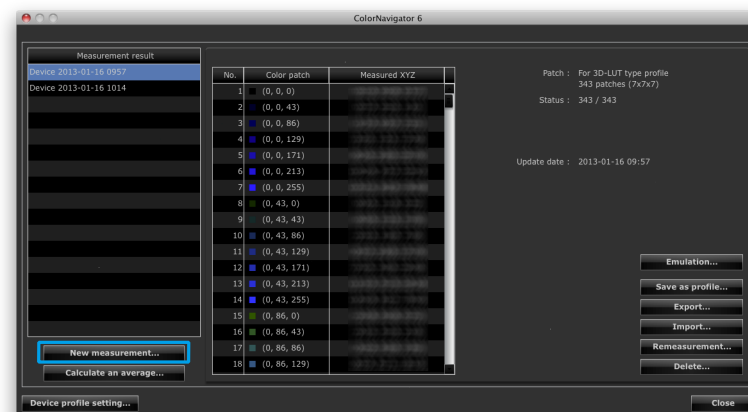 ColorNavigator 6
Measurement result
Device 2013-01-16 0957
Device 2013-01-16 1014
No. Color patch Measured XYZ
1 (0, 0, 0)
2 (0, 0, 43)
3 (0, 0, 86)
4 (0, 0, 129)
5 (0, 0, 171)
6 (0, 0, 213)
7 (0, 0, 255)
8 (0, 43, 0)
9 (0, 43, 43)
10 (0, 43, 86)
11 (0, 43, 129)
12 (0, 43, 171)
13 (0, 43, 213)
14 (0, 43, 255)
15 (0, 86, 0)
16 (0, 86, 43)
17 (0, 86, 86)
18 (0, 86, 129)
Patch : For 3D-LUT type profile
343 patches (7x7x7)
Status : 343 / 343
Update date : 2013-01-16 09:57
Emulation...
Save as profile...
Export...
Import...
Remeasurement...
Delete...
New measurement...
Calculate an average...
Device profile setting...
Close